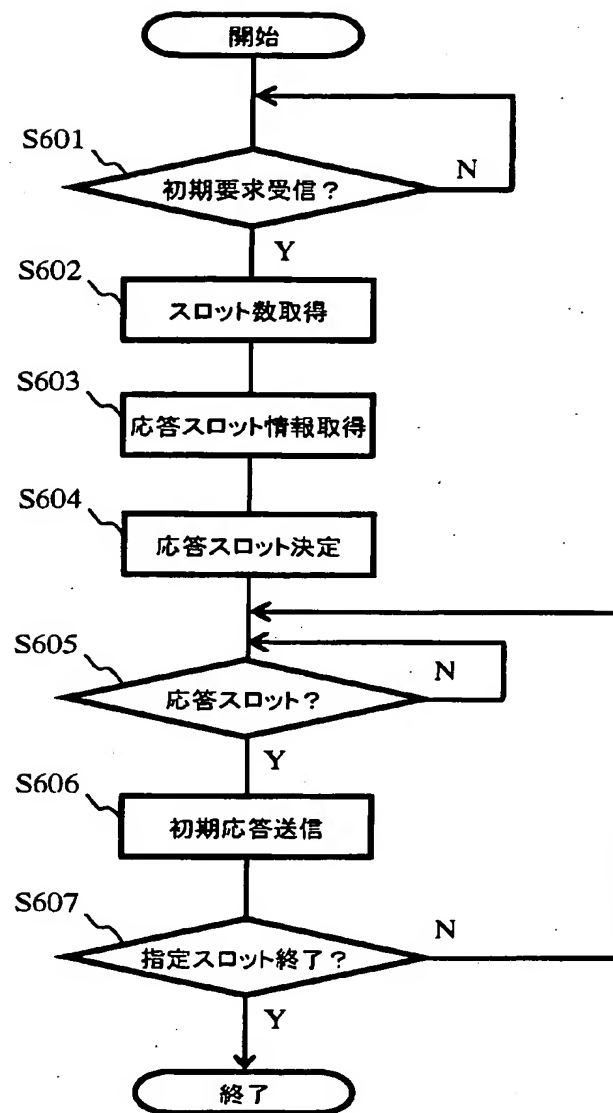 開始
S601
初期要求受信？
N
Y
S602
スロット数取得
S603
応答スロット情報取得
S604
応答スロット決定
S605
応答スロット？
N
Y
S606
初期応答送信
S607
指定スロット終了？
N
Y
終了